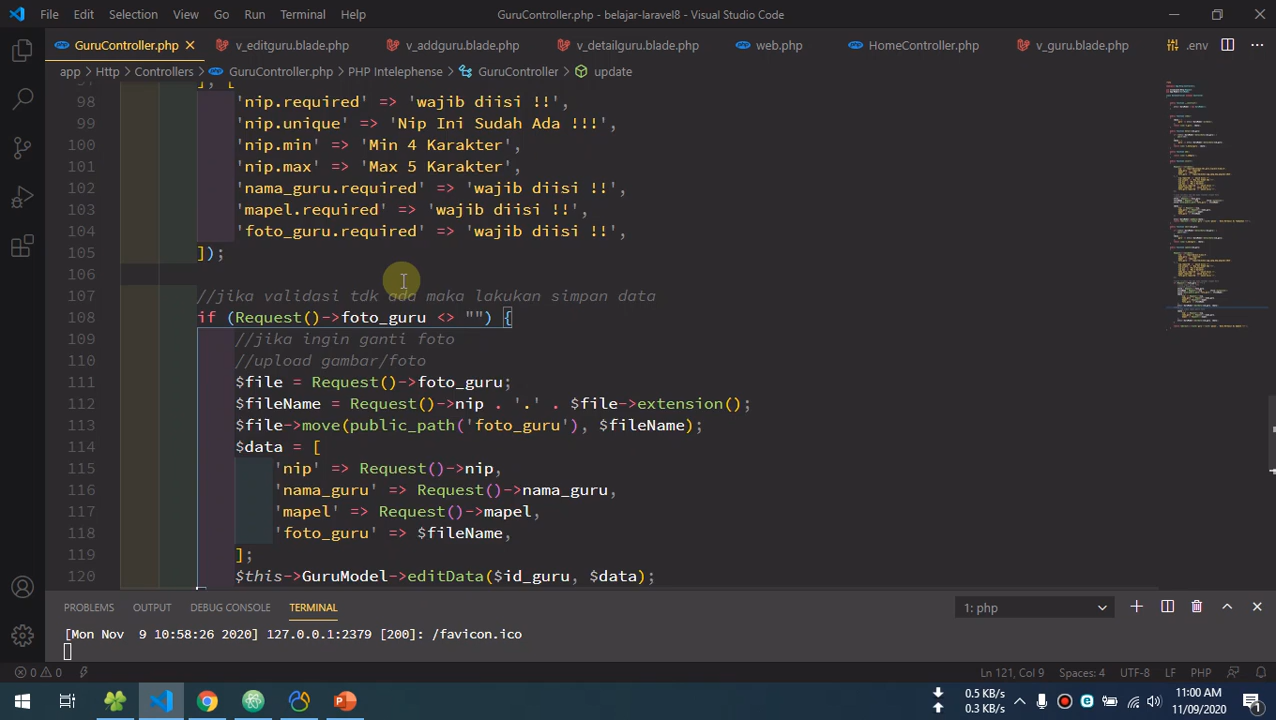 File Edit Selection View Go Run Terminal Help GuruController.php - belajar-laravel8 - Visual Studio Code
GuruController.php v_editguru.blade.php v_addguru.blade.php v_detailguru.blade.php web.php HomeController.php v_guru.blade.php .env
app > Http > Controllers > GuruController.php > PHP Intelephense > GuruController > update
], [
98 'nip.required' => 'wajib diisi !!',
99 'nip.unique' => 'Nip Ini Sudah Ada !!!',
100 'nip.min' => 'Min 4 Karakter',
101 'nip.max' => 'Max 5 Karakter',
102 'nama_guru.required' => 'wajib diisi !!',
103 'mapel.required' => 'wajib diisi !!',
104 'foto_guru.required' => 'wajib diisi !!',
105 ]);
106
107 //jika validasi tdk ada maka lakukan simpan data
108 if (Request()->foto_guru <> "")
109 //jika ingin ganti foto
110 //upload gambar/foto
111 $file = Request()->foto_guru;
112 $fileName = Request()->nip . '.' . $file->extension();
113 $file->move(public_path('foto_guru'), $fileName);
114 $data = [
115 'nip' => Request()->nip,
116 'nama_guru' => Request()->nama_guru,
117 'mapel' => Request()->mapel,
118 'foto_guru' => $fileName,
119 ];
120 $this->GuruModel->editData($id_guru, $data);
PROBLEMS OUTPUT DEBUG CONSOLE TERMINAL 1: php
[Mon Nov  9 10:58:26 2020] 127.0.0.1:2379 [200]: /favicon.ico
0 0 Ln 121, Col 9 Spaces: 4 UTF-8 LF PHP
0.5 KB/s
0.3 KB/s
11:00 AM
11/09/2020
1